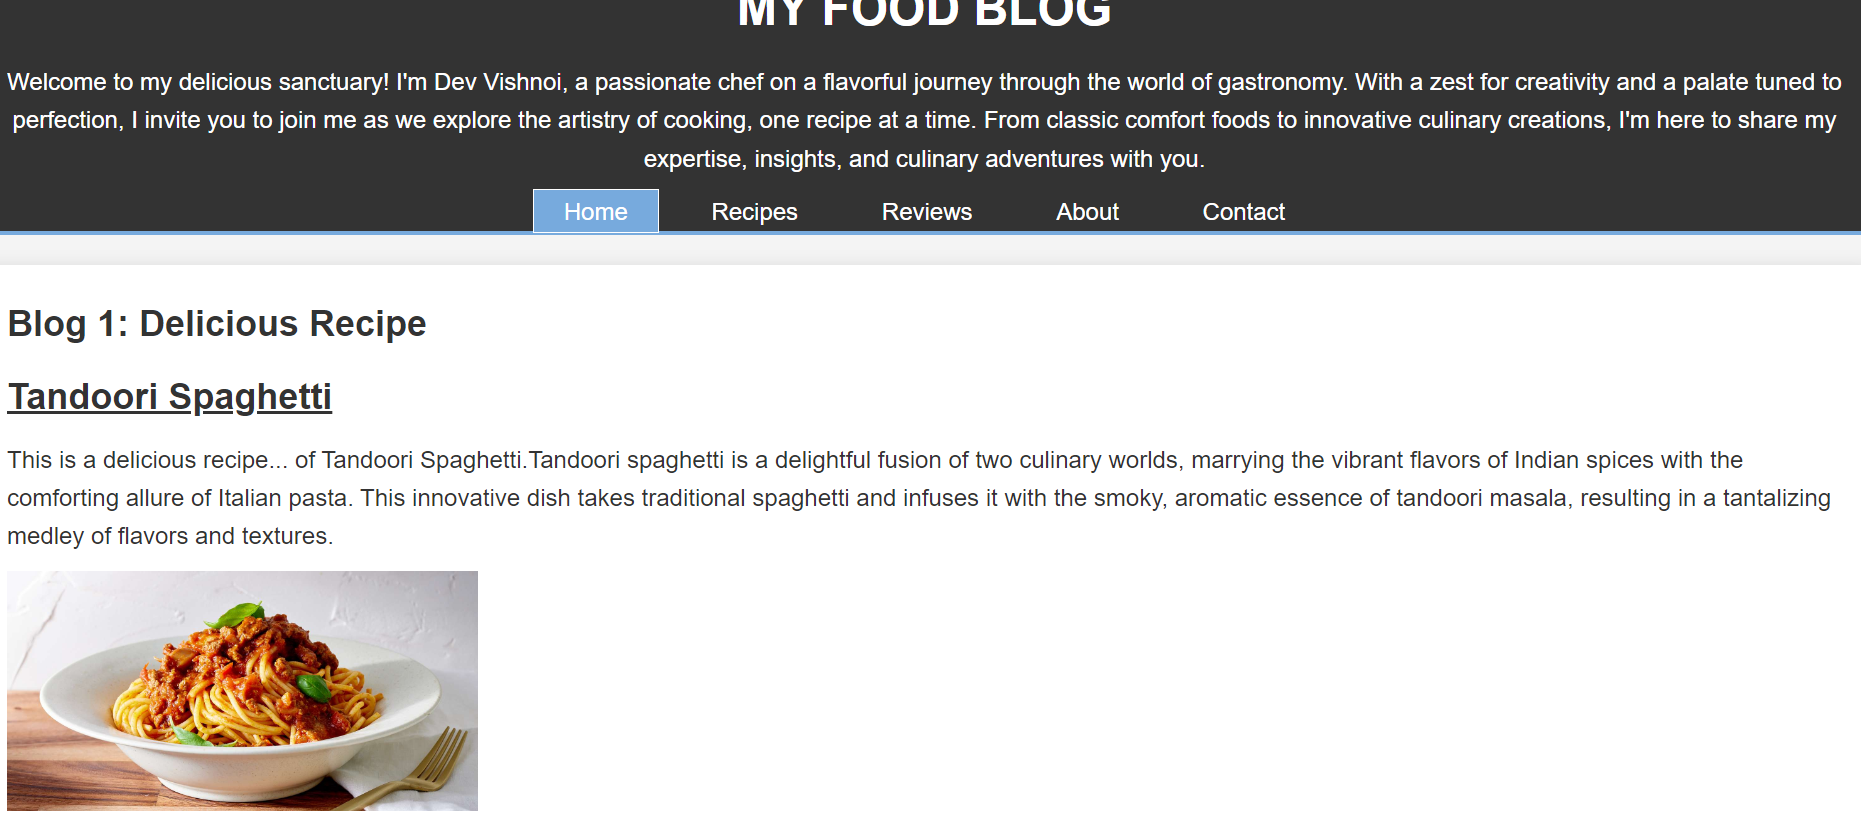 MY FOOD BLOG
Welcome to my delicious sanctuary! I'm Dev Vishnoi, a passionate chef on a flavorful journey through the world of gastronomy. With a zest for creativity and a palate tuned to
perfection, I invite you to join me as we explore the artistry of cooking, one recipe at a time. From classic comfort foods to innovative culinary creations, I'm here to share my
expertise, insights, and culinary adventures with you.
Home Recipes Reviews About Contact
Blog 1: Delicious Recipe
Tandoori Spaghetti
This is a delicious recipe... of Tandoori Spaghetti.Tandoori spaghetti is a delightful fusion of two culinary worlds, marrying the vibrant flavors of Indian spices with the
comforting allure of Italian pasta. This innovative dish takes traditional spaghetti and infuses it with the smoky, aromatic essence of tandoori masala, resulting in a tantalizing
medley of flavors and textures.